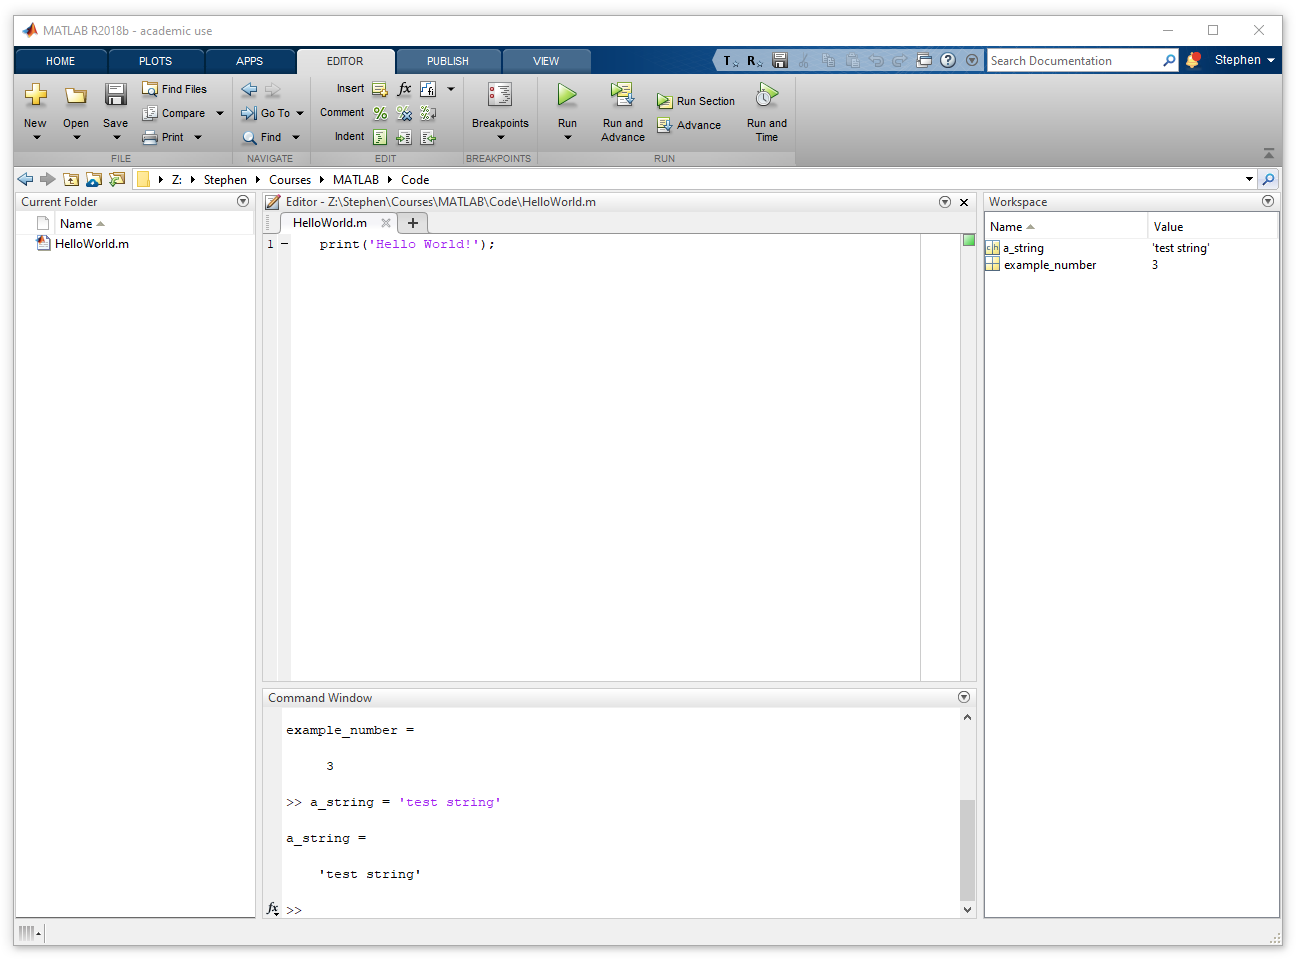 MATLAB R2018b - academic use
HOME PLOTS APPS EDITOR PUBLISH VIEW Search Documentation Stephen
New Open Save Find Files Compare Print
FILE
Go To Find
NAVIGATE
Insert fx
Comment
Indent
EDIT
Breakpoints
BREAKPOINTS
Run Run and Advance Run Section Advance Run and Time
RUN
Z: Stephen Courses MATLAB Code
Current Folder
Name
HelloWorld.m
Editor - Z:\Stephen\Courses\MATLAB\Code\HelloWorld.m
HelloWorld.m +
1 – print('Hello World!');
Command Window
example_number =
3
>> a_string = 'test string'
a_string =
'test string'
fx >>
Workspace
Name Value
a_string 'test string'
example_number 3